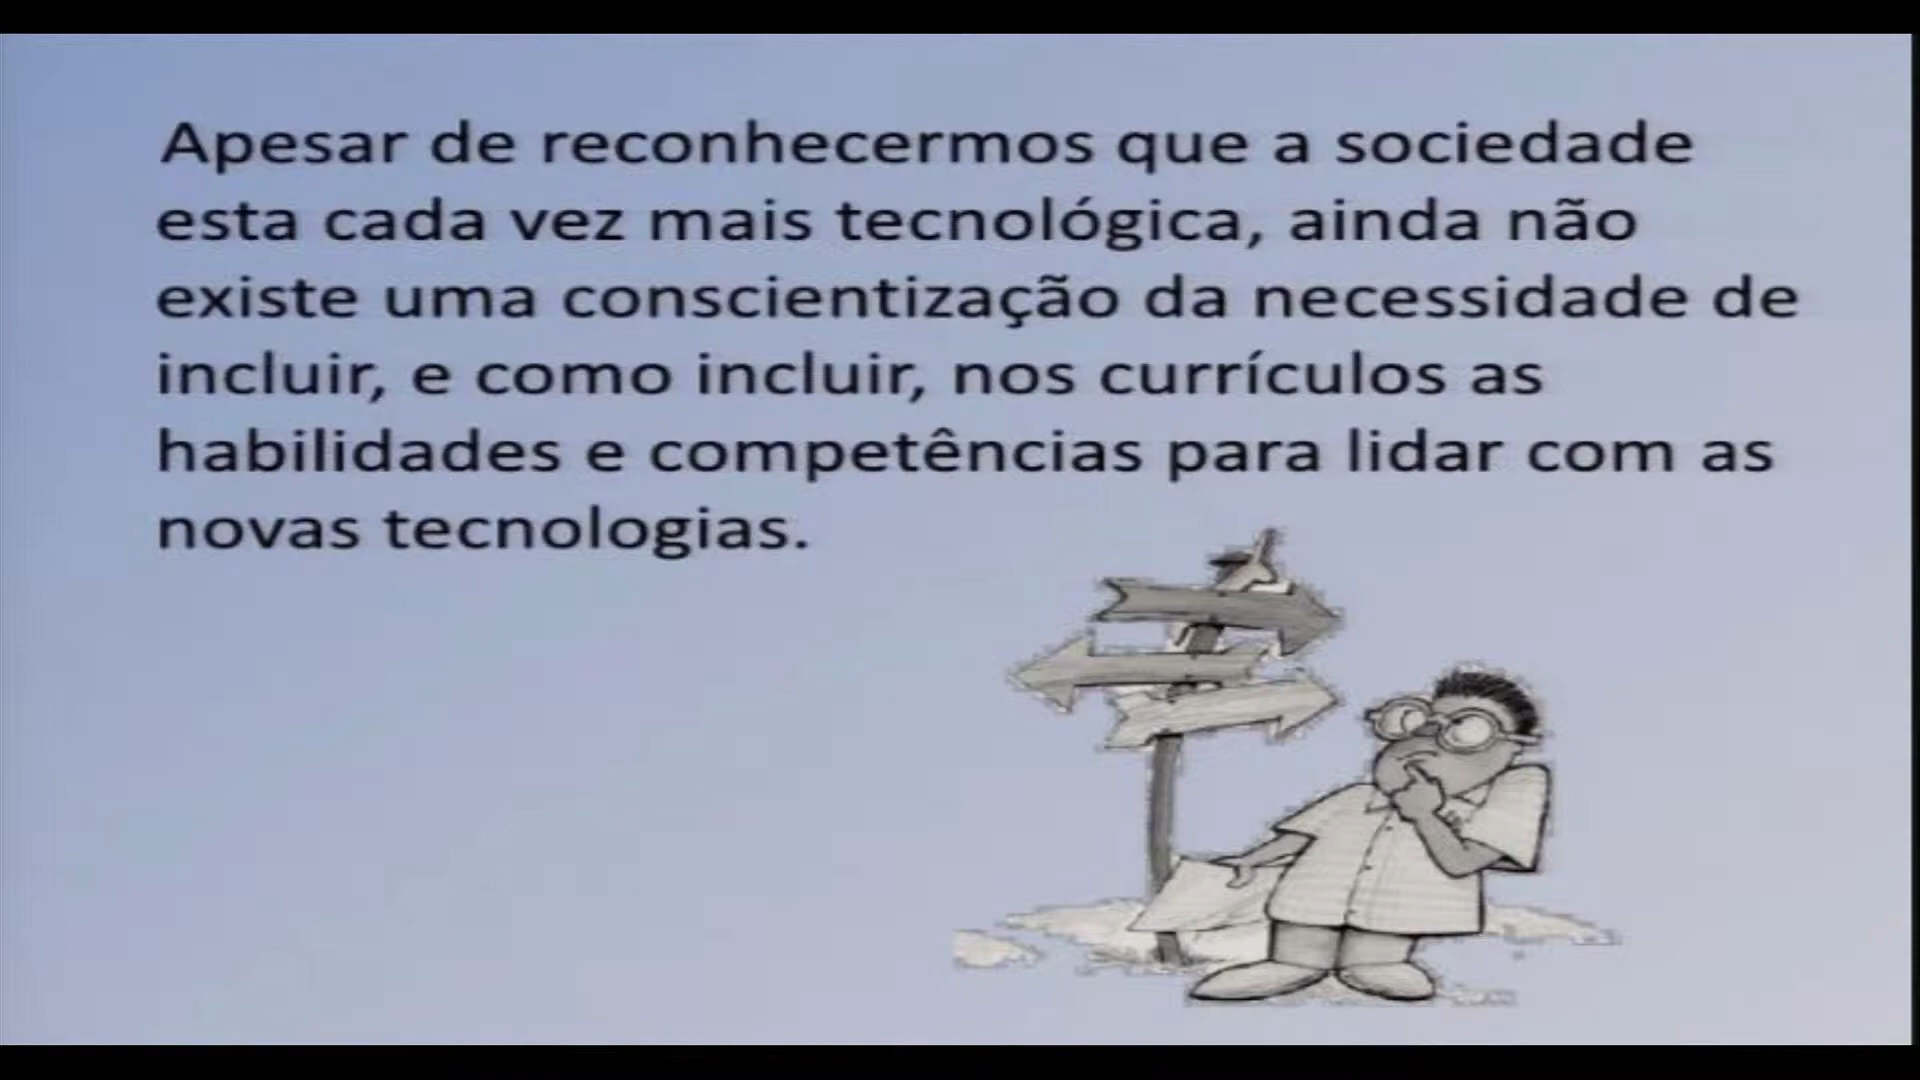 Apesar de reconhecermos que a sociedade
esta cada vez mais tecnológica, ainda não
existe uma conscientização da necessidade de
incluir, e como incluir, nos currículos as
habilidades e competências para lidar com as
novas tecnologias.